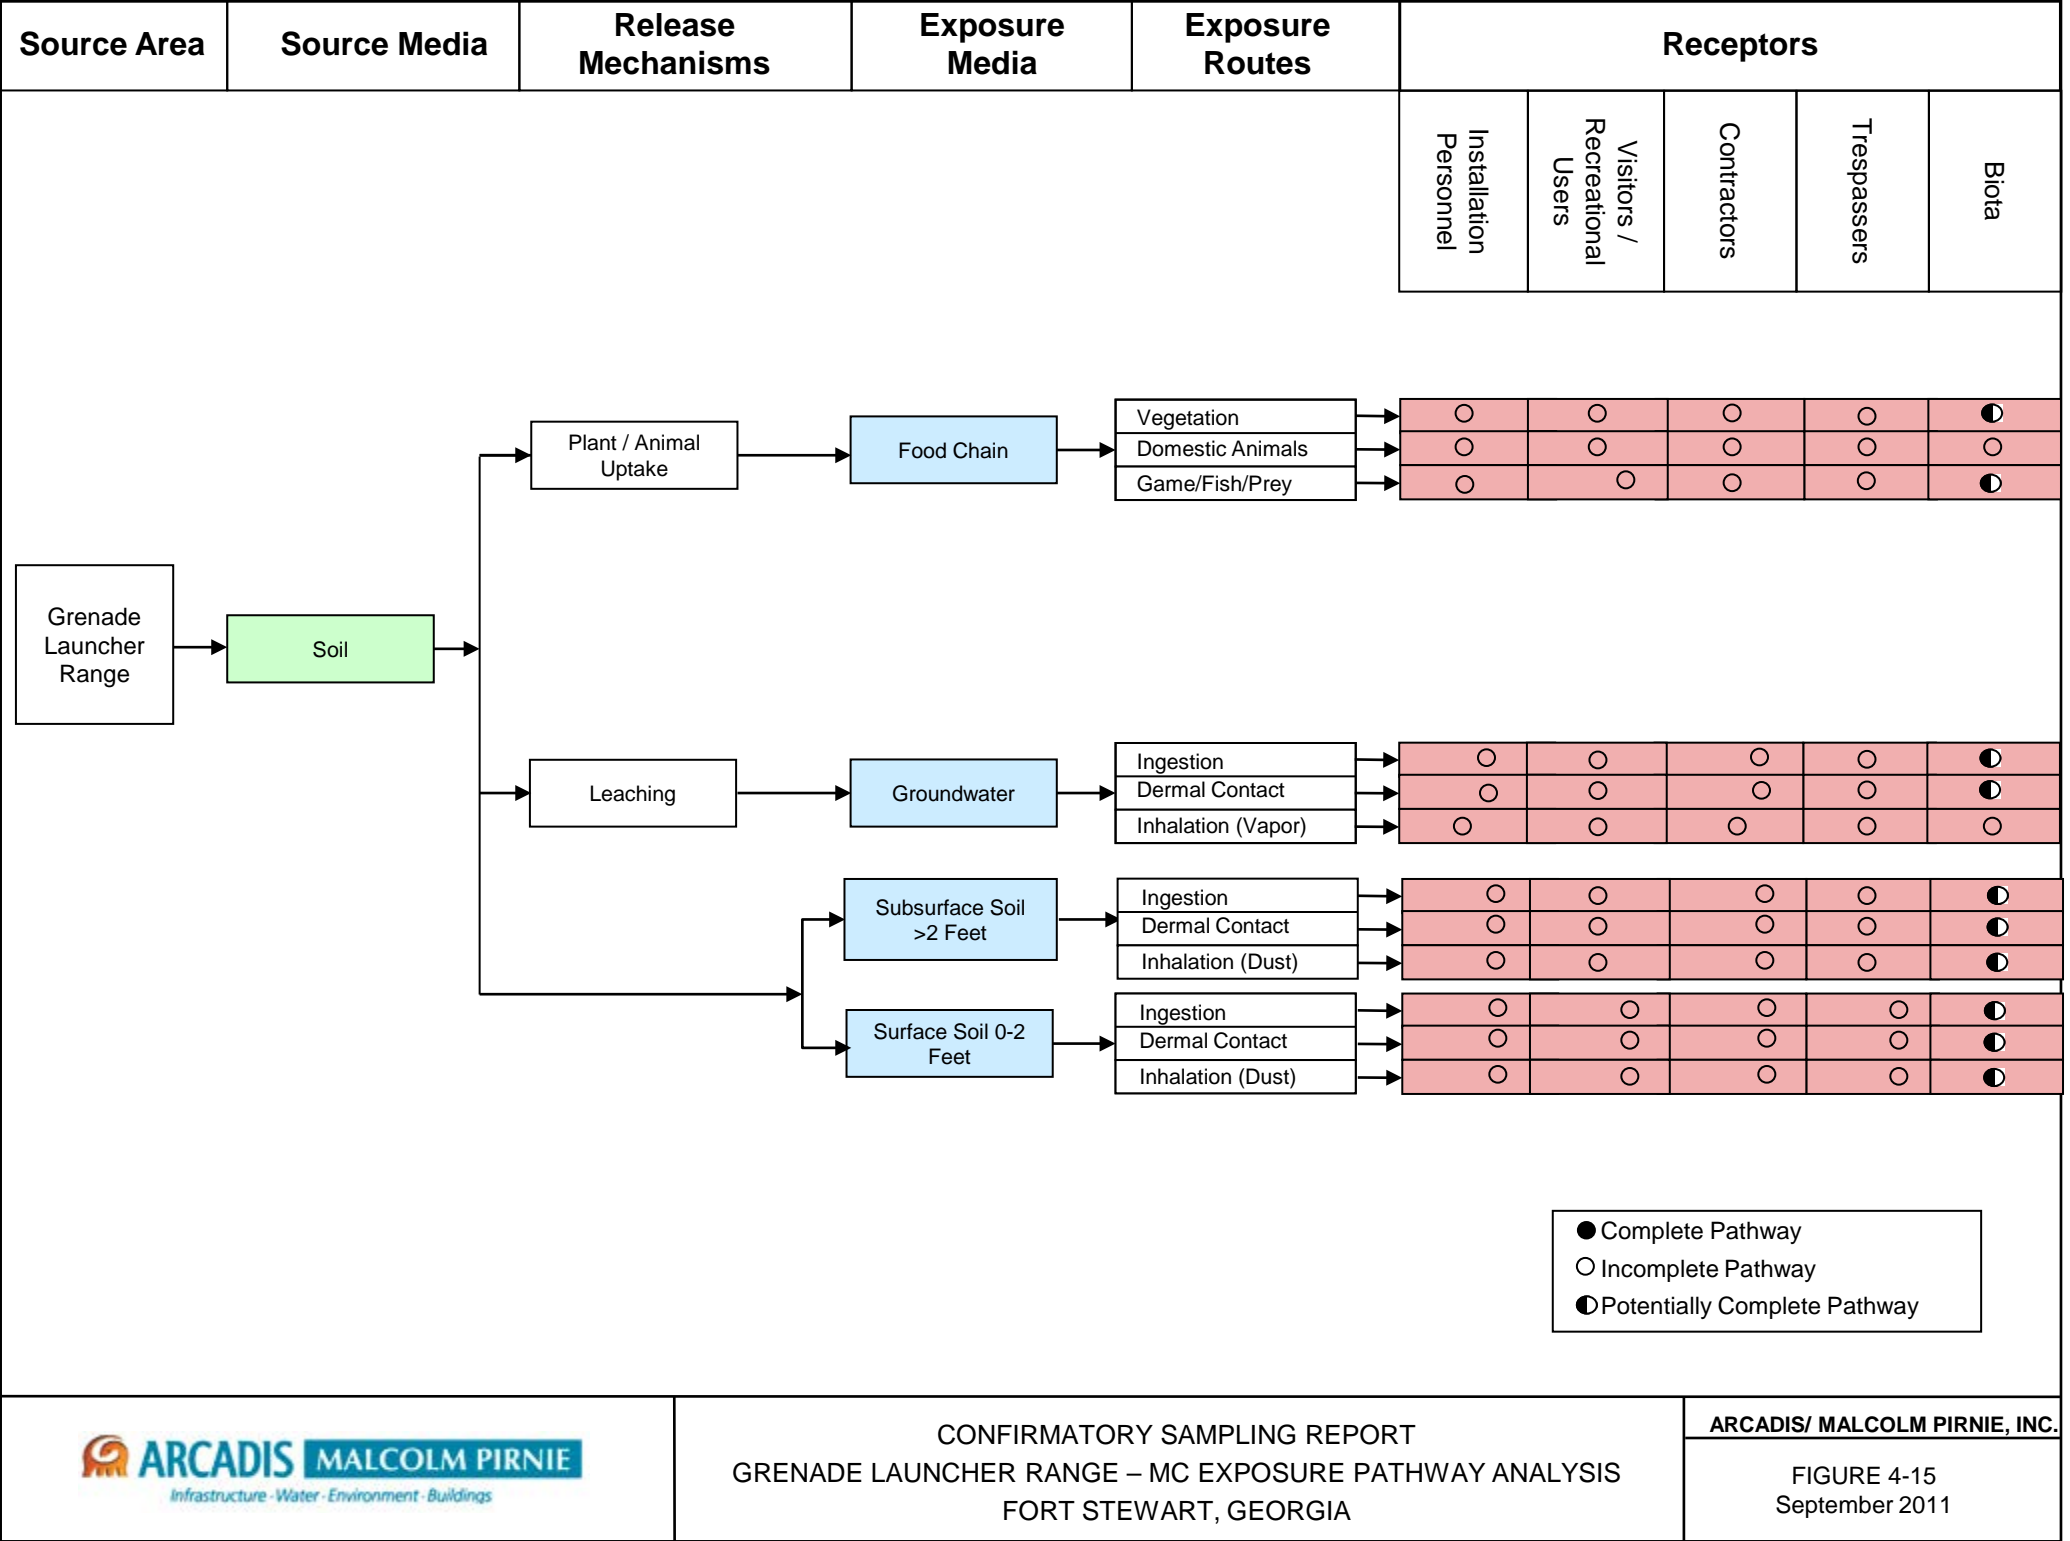 Source Area
Source Media
Release
Mechanisms
Exposure
Media
Exposure
Routes
Receptors
Installation
Personnel
Visitors /
Recreational
Users
Contractors
Trespassers
Biota
Plant / Animal
Uptake
Food Chain
Vegetation
Domestic Animals
Game/Fish/Prey
Grenade
Launcher
Range
Soil
Leaching
Groundwater
Ingestion
Dermal Contact
Inhalation (Vapor)
Subsurface Soil
>2 Feet
Ingestion
Dermal Contact
Inhalation (Dust)
Surface Soil 0-2
Feet
Ingestion
Dermal Contact
Inhalation (Dust)
Complete Pathway
Incomplete Pathway
Potentially Complete Pathway
ARCADIS MALCOLM PIRNIE
Infrastructure · Water · Environment · Buildings
CONFIRMATORY SAMPLING REPORT
GRENADE LAUNCHER RANGE – MC EXPOSURE PATHWAY ANALYSIS
FORT STEWART, GEORGIA
ARCADIS/ MALCOLM PIRNIE, INC.
FIGURE 4-15
September 2011